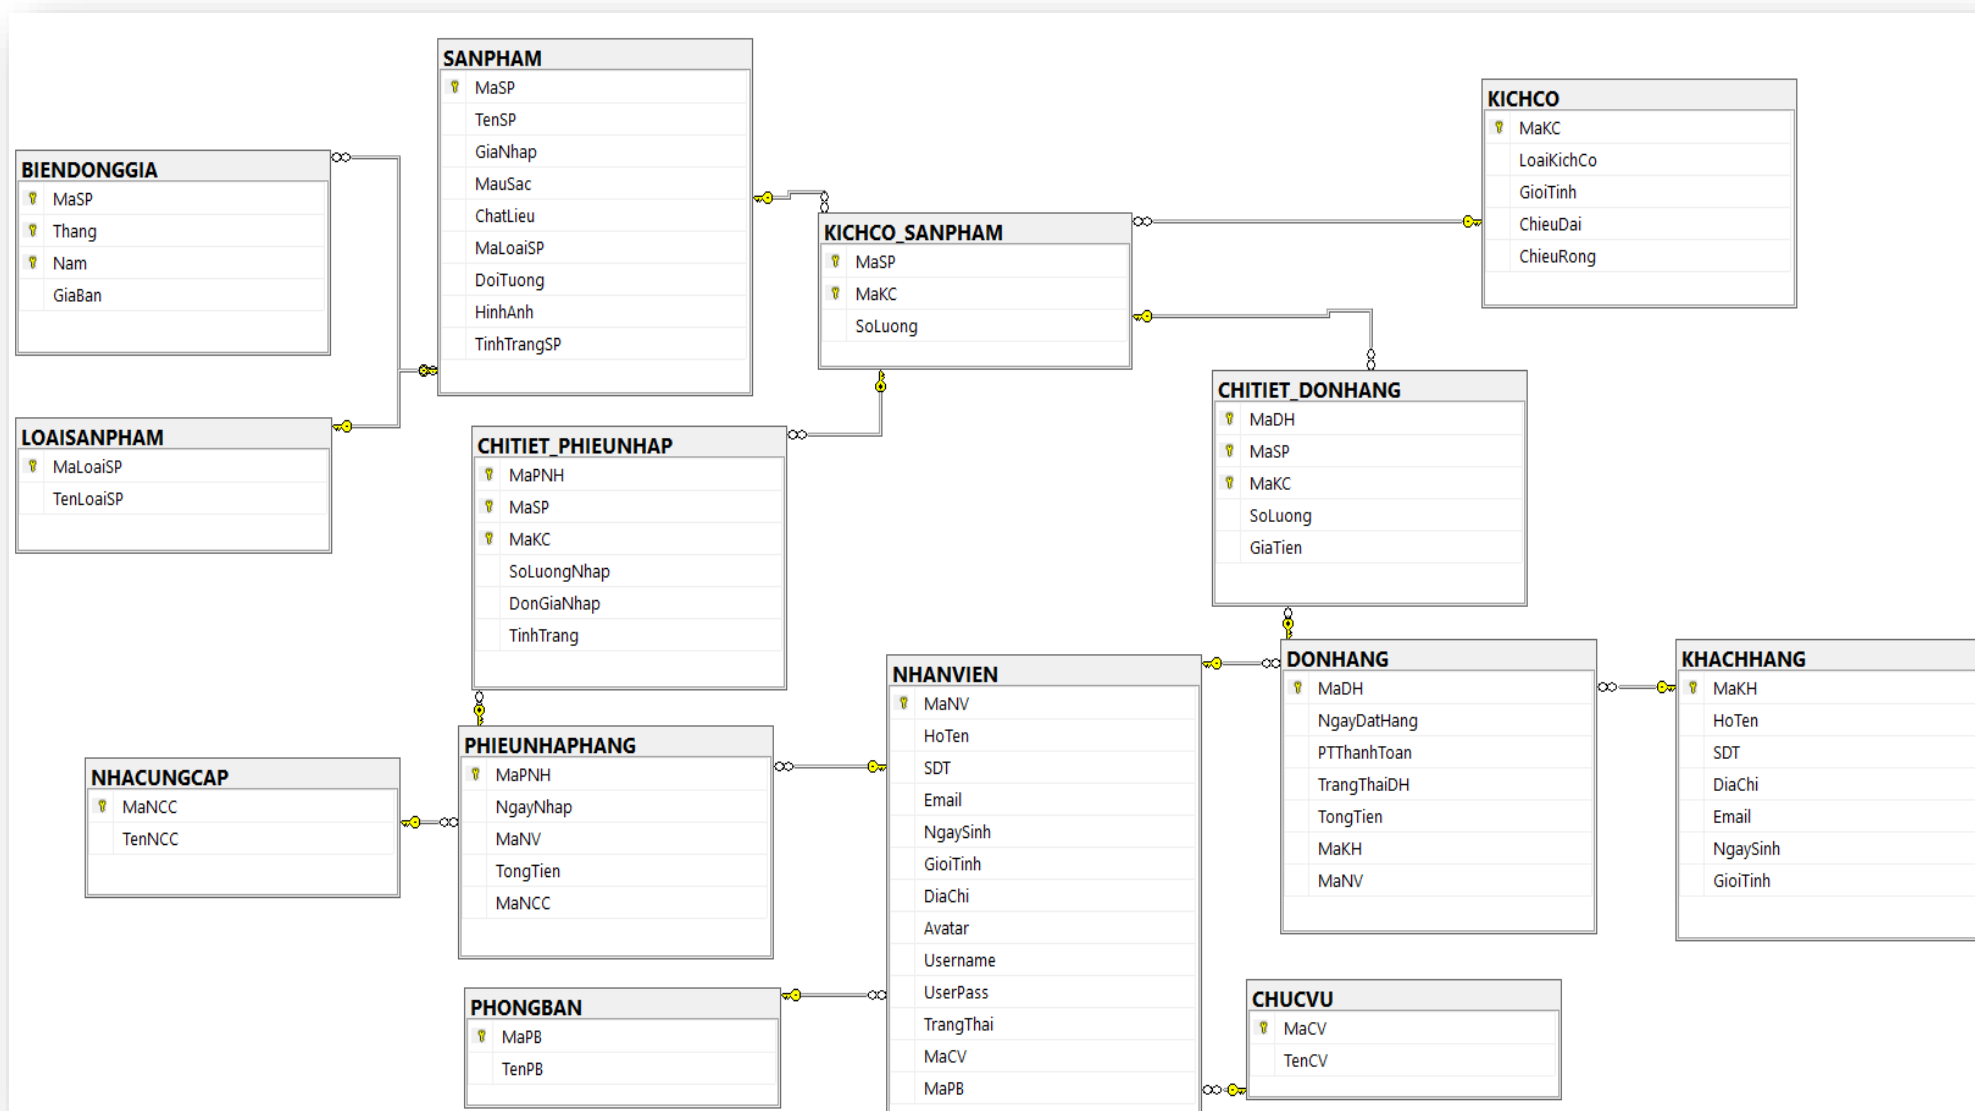 SANPHAM
MaSP
TenSP
GiaNhap
MauSac
ChatLieu
MaLoaiSP
DoiTuong
HinhAnh
TinhTrangSP
KICHCO
MaKC
LoaiKichCo
GioiTinh
ChieuDai
ChieuRong
BIENDONGGIA
MaSP
Thang
Nam
GiaBan
KICHCO_SANPHAM
MaSP
MaKC
SoLuong
CHITIET_DONHANG
MaDH
MaSP
MaKC
SoLuong
GiaTien
LOAISANPHAM
MaLoaiSP
TenLoaiSP
CHITIET_PHIEUNHAP
MaPNH
MaSP
MaKC
SoLuongNhap
DonGiaNhap
TinhTrang
NHANVIEN
MaNV
HoTen
SDT
Email
NgaySinh
GioiTinh
DiaChi
Avatar
Username
UserPass
TrangThai
MaCV
MaPB
DONHANG
MaDH
NgayDatHang
PTThanhToan
TrangThaiDH
TongTien
MaKH
MaNV
KHACHHANG
MaKH
HoTen
SDT
DiaChi
Email
NgaySinh
GioiTinh
PHIEUNHAPHANG
MaPNH
NgayNhap
MaNV
TongTien
MaNCC
NHACUNGCAP
MaNCC
TenNCC
PHONGBAN
MaPB
TenPB
CHUCVU
MaCV
TenCV